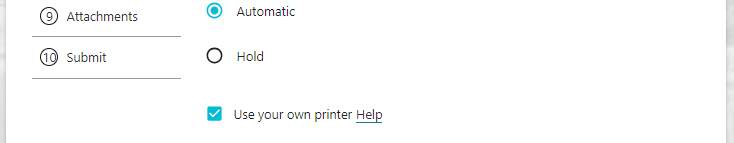 9 Attachments
10 Submit
Automatic
Hold
Use your own printer Help